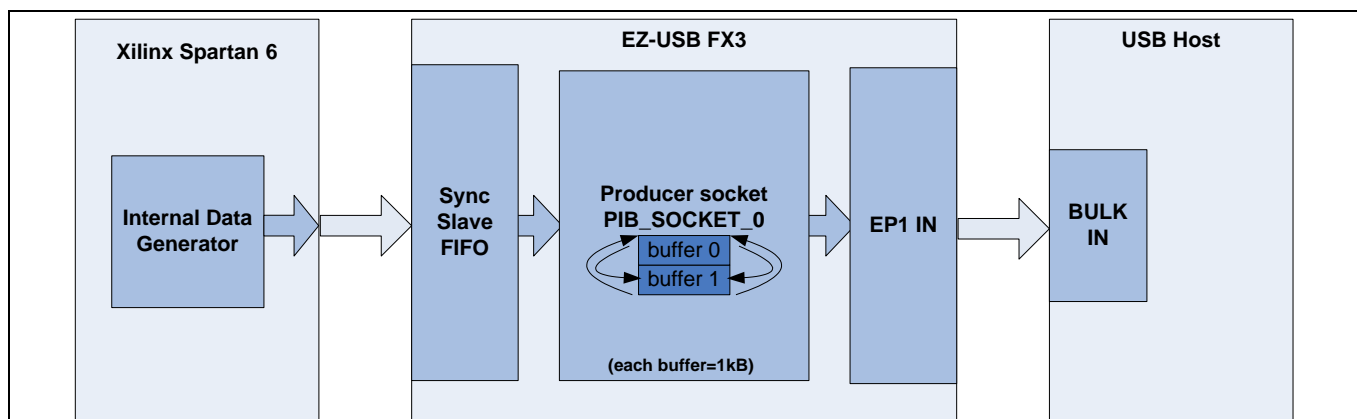 Xilinx Spartan 6
Internal Data
Generator
EZ-USB FX3
Sync
Slave
FIFO
Producer socket
PIB_SOCKET_0
buffer 0
buffer 1
(each buffer=1kB)
EP1 IN
USB Host
BULK
IN